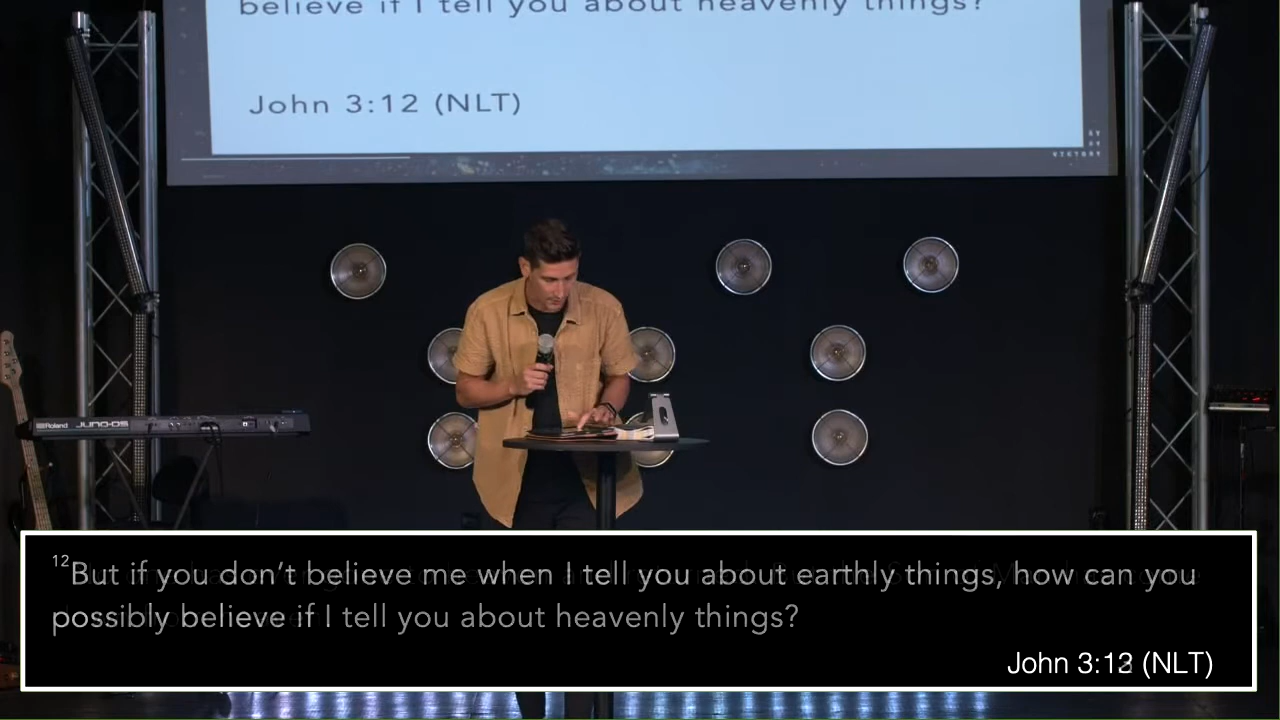 believe if I tell you about heavenly things?
John 3:12 (NLT)
VICTORY
Roland JUNO-DS
12But if you don't believe me when I tell you about earthly things, how can you
possibly believe if I tell you about heavenly things?
John 3:12 (NLT)